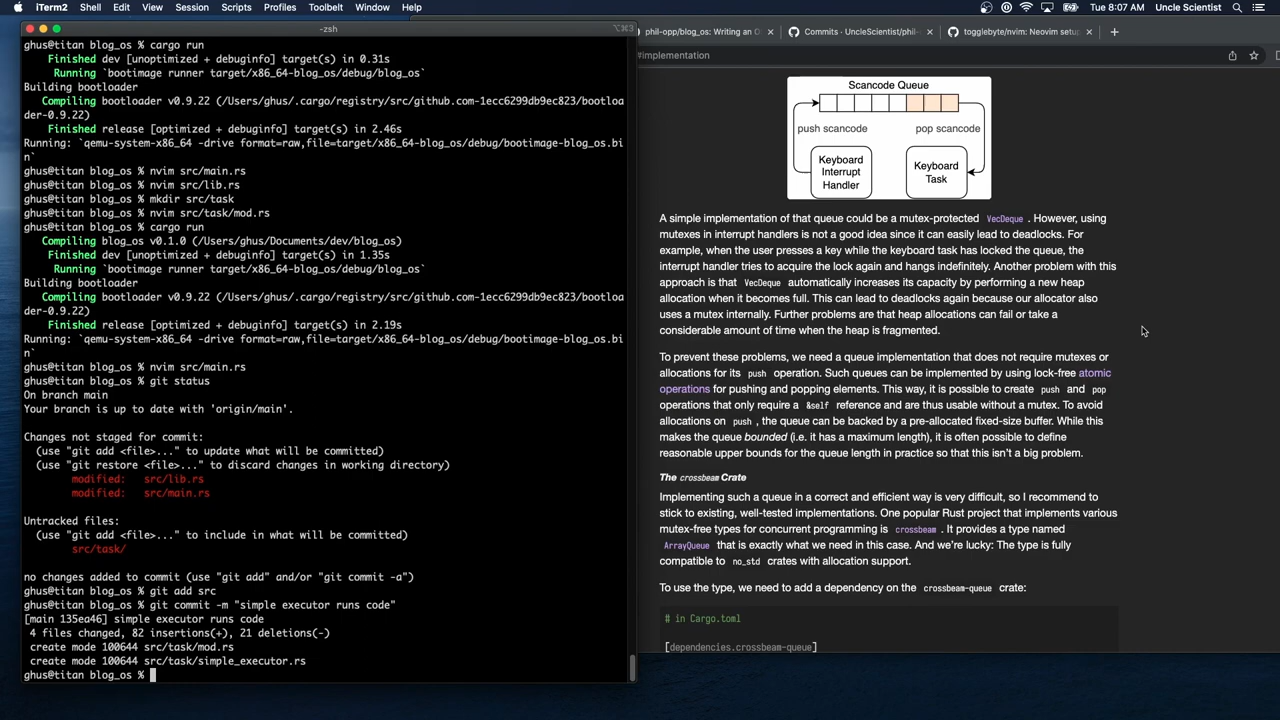 iTerm2 Shell Edit View Session Scripts Profiles Toolbelt Window Help Tue 8:07 AM Uncle Scientist
-zsh ⌥⌘3
phil-opp/blog_os: Writing an O Commits · UncleScientist/phil- togglebyte/nvim: Neovim setup
#implementation
ghus@titan blog_os % cargo run
Finished dev [unoptimized + debuginfo] target(s) in 0.31s
Running `bootimage runner target/x86_64-blog_os/debug/blog_os`
Building bootloader
Compiling bootloader v0.9.22 (/Users/ghus/.cargo/registry/src/github.com-1ecc6299db9ec823/bootloa
der-0.9.22)
Finished release [optimized + debuginfo] target(s) in 2.46s
Running: `qemu-system-x86_64 -drive format=raw,file=target/x86_64-blog_os/debug/bootimage-blog_os.bi
n`
ghus@titan blog_os % nvim src/main.rs
ghus@titan blog_os % nvim src/lib.rs
ghus@titan blog_os % mkdir src/task
ghus@titan blog_os % nvim src/task/mod.rs
ghus@titan blog_os % cargo run
Compiling blog_os v0.1.0 (/Users/ghus/Documents/dev/blog_os)
Finished dev [unoptimized + debuginfo] target(s) in 1.35s
Running `bootimage runner target/x86_64-blog_os/debug/blog_os`
Building bootloader
Compiling bootloader v0.9.22 (/Users/ghus/.cargo/registry/src/github.com-1ecc6299db9ec823/bootloa
der-0.9.22)
Finished release [optimized + debuginfo] target(s) in 2.19s
Running: `qemu-system-x86_64 -drive format=raw,file=target/x86_64-blog_os/debug/bootimage-blog_os.bi
n`
ghus@titan blog_os % nvim src/main.rs
ghus@titan blog_os % git status
On branch main
Your branch is up to date with 'origin/main'.
Changes not staged for commit:
(use "git add <file>..." to update what will be committed)
(use "git restore <file>..." to discard changes in working directory)
modified: src/lib.rs
modified: src/main.rs
Untracked files:
(use "git add <file>..." to include in what will be committed)
src/task/
no changes added to commit (use "git add" and/or "git commit -a")
ghus@titan blog_os % git add src
ghus@titan blog_os % git commit -m "simple executor runs code"
[main 135ea46] simple executor runs code
4 files changed, 82 insertions(+), 21 deletions(-)
create mode 100644 src/task/mod.rs
create mode 100644 src/task/simple_executor.rs
ghus@titan blog_os %
Scancode Queue
push scancode pop scancode
Keyboard
Interrupt
Handler
Keyboard
Task
A simple implementation of that queue could be a mutex-protected VecDeque . However, using
mutexes in interrupt handlers is not a good idea since it can easily lead to deadlocks. For
example, when the user presses a key while the keyboard task has locked the queue, the
interrupt handler tries to acquire the lock again and hangs indefinitely. Another problem with this
approach is that VecDeque automatically increases its capacity by performing a new heap
allocation when it becomes full. This can lead to deadlocks again because our allocator also
uses a mutex internally. Further problems are that heap allocations can fail or take a
considerable amount of time when the heap is fragmented.
To prevent these problems, we need a queue implementation that does not require mutexes or
allocations for its push operation. Such queues can be implemented by using lock-free atomic
operations for pushing and popping elements. This way, it is possible to create push and pop
operations that only require a &self reference and are thus usable without a mutex. To avoid
allocations on push , the queue can be backed by a pre-allocated fixed-size buffer. While this
makes the queue bounded (i.e. it has a maximum length), it is often possible to define
reasonable upper bounds for the queue length in practice so that this isn't a big problem.
The crossbeam Crate
Implementing such a queue in a correct and efficient way is very difficult, so I recommend to
stick to existing, well-tested implementations. One popular Rust project that implements various
mutex-free types for concurrent programming is crossbeam . It provides a type named
ArrayQueue that is exactly what we need in this case. And we're lucky: The type is fully
compatible to no_std crates with allocation support.
To use the type, we need to add a dependency on the crossbeam-queue crate:
# in Cargo.toml
[dependencies.crossbeam-queue]